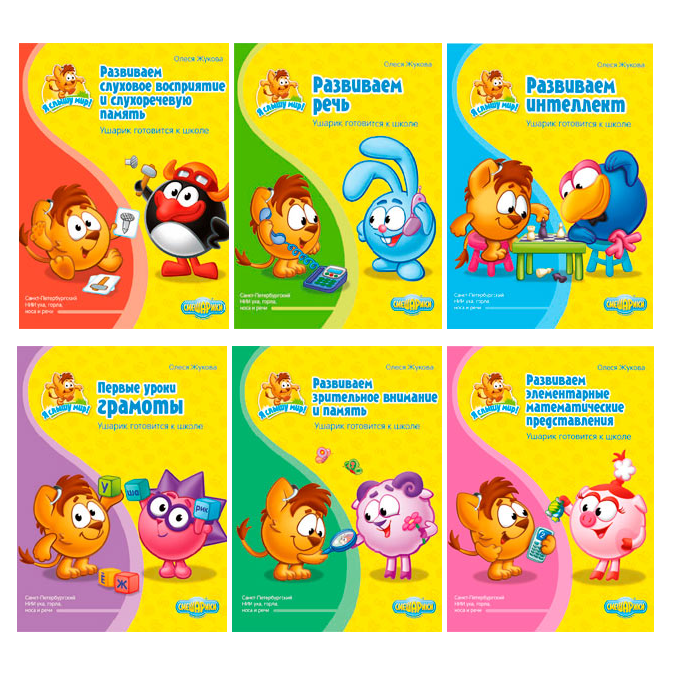 Олеся Жукова
Развиваем
слуховое восприятие
и слухоречевую
память
Ушарик готовится к школе
Я слышу мир!
Санкт-Петербургский
НИИ уха, горла,
носа и речи
СМЕШАРИКИ
Олеся Жукова
Развиваем
речь
Ушарик готовится к школе
Я слышу мир!
Санкт-Петербургский
НИИ уха, горла,
носа и речи
СМЕШАРИКИ
Олеся Жукова
Развиваем
интеллект
Ушарик готовится к школе
Я слышу мир!
Санкт-Петербургский
НИИ уха, горла,
носа и речи
СМЕШАРИКИ
Олеся Жукова
Первые уроки
грамоты
Ушарик готовится к школе
Я слышу мир!
У
ша
рик
Ё
Ж
Санкт-Петербургский
НИИ уха, горла,
носа и речи
СМЕШАРИКИ
Олеся Жукова
Развиваем
зрительное внимание
и память
Ушарик готовится к школе
Я слышу мир!
Санкт-Петербургский
НИИ уха, горла,
носа и речи
СМЕШАРИКИ
Олеся Жукова
Развиваем
элементарные
математические
представления
Ушарик готовится к школе
Я слышу мир!
Санкт-Петербургский
НИИ уха, горла,
носа и речи
СМЕШАРИКИ